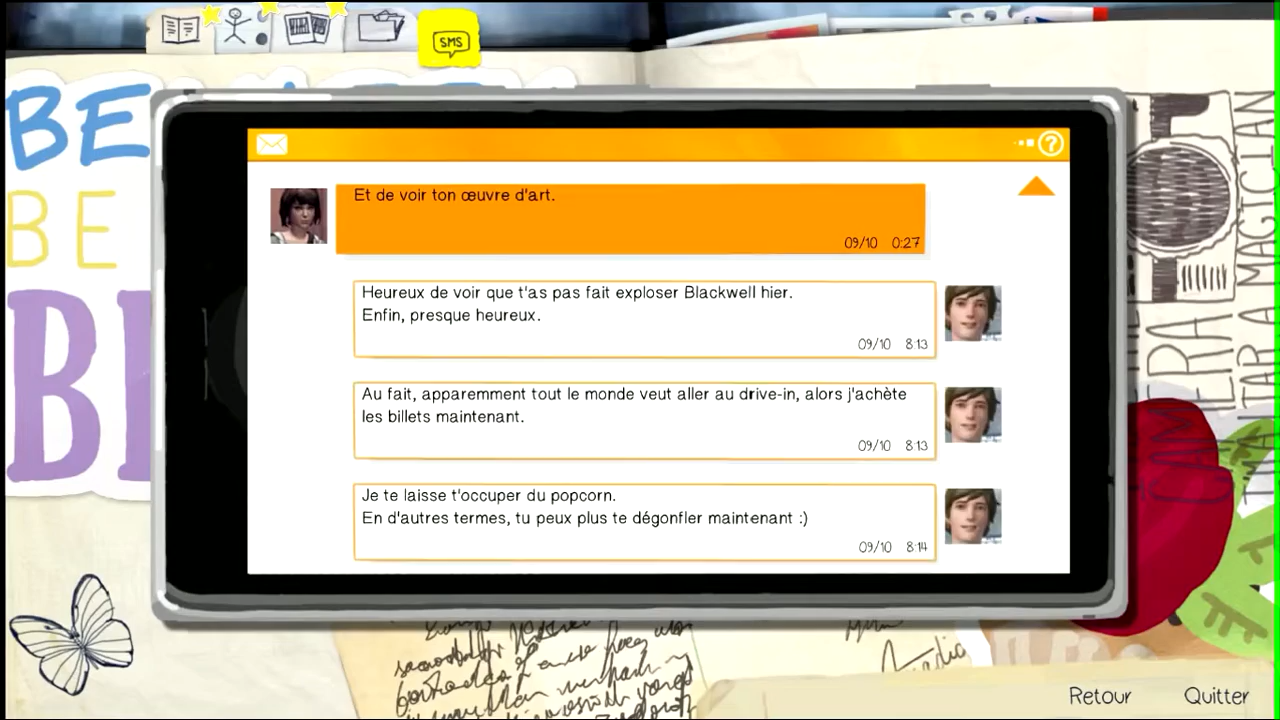 SMS
BE
BE
?
Et de voir ton œuvre d'art.
09/10 0:27
Heureux de voir que t'as pas fait exploser Blackwell hier.
Enfin, presque heureux.
09/10 8:13
Au fait, apparemment tout le monde veut aller au drive-in, alors j'achète
les billets maintenant.
09/10 8:13
Je te laisse t'occuper du popcorn.
En d'autres termes, tu peux plus te dégonfler maintenant :)
09/10 8:14
Retour Quitter